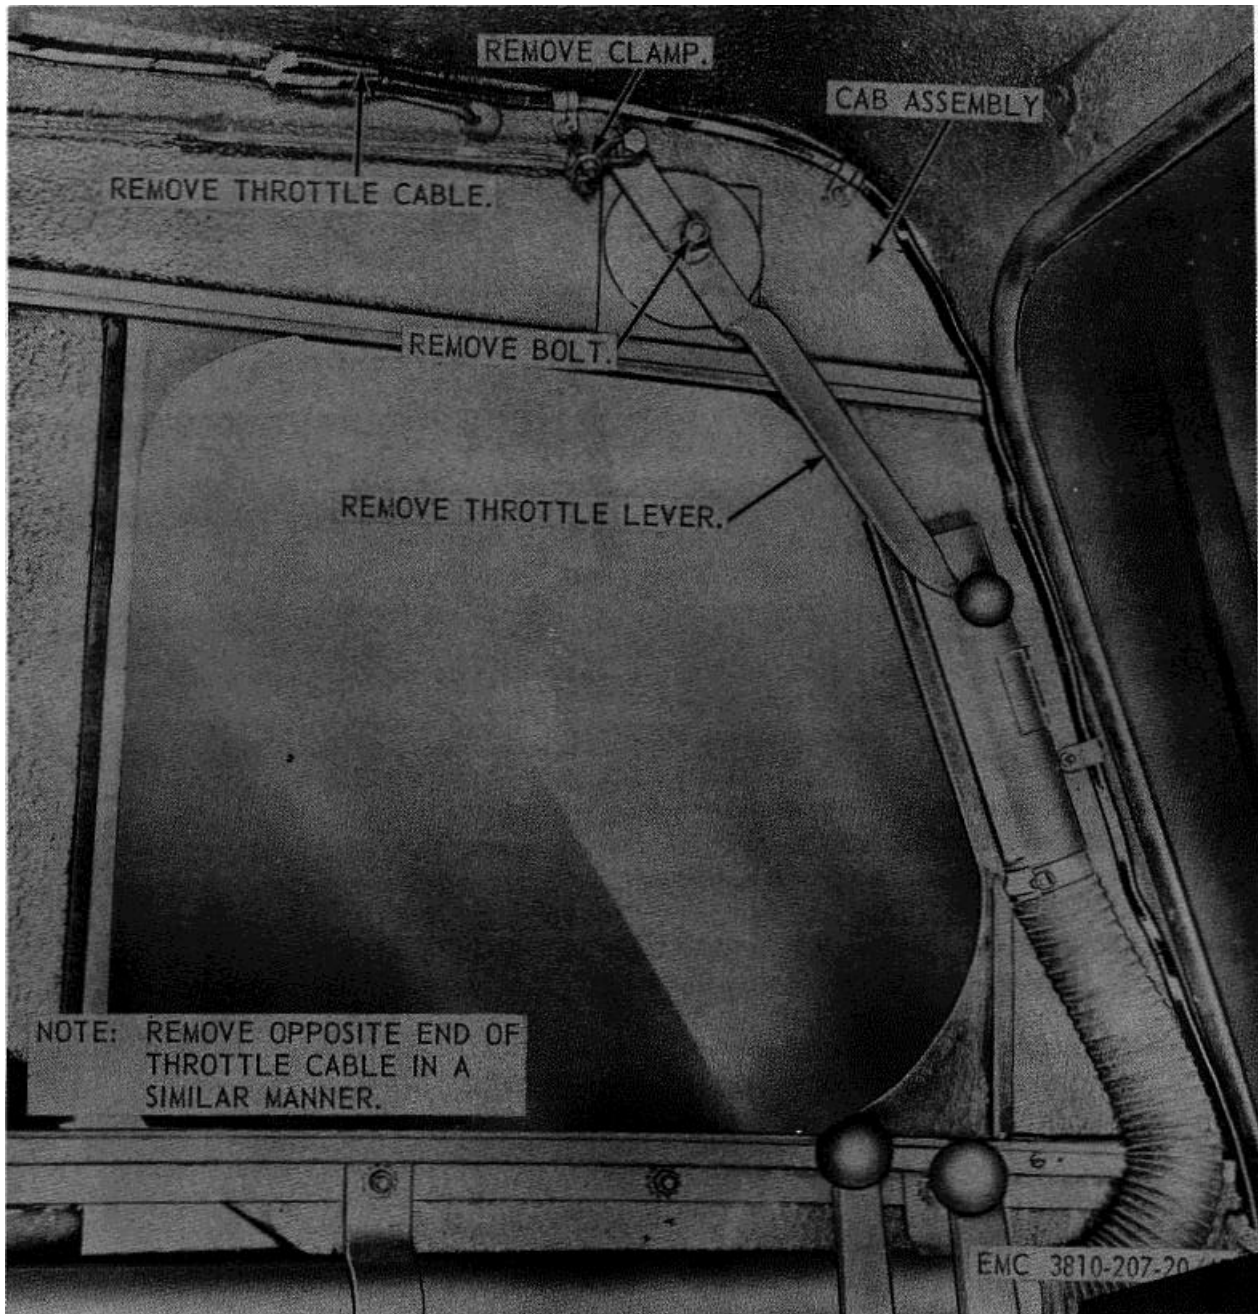 REMOVE CLAMP.
CAB ASSEMBLY
REMOVE THROTTLE CABLE.
REMOVE BOLT.
REMOVE THROTTLE LEVER.
NOTE: REMOVE OPPOSITE END OF
THROTTLE CABLE IN A
SIMILAR MANNER.
EMC 3810-207-20